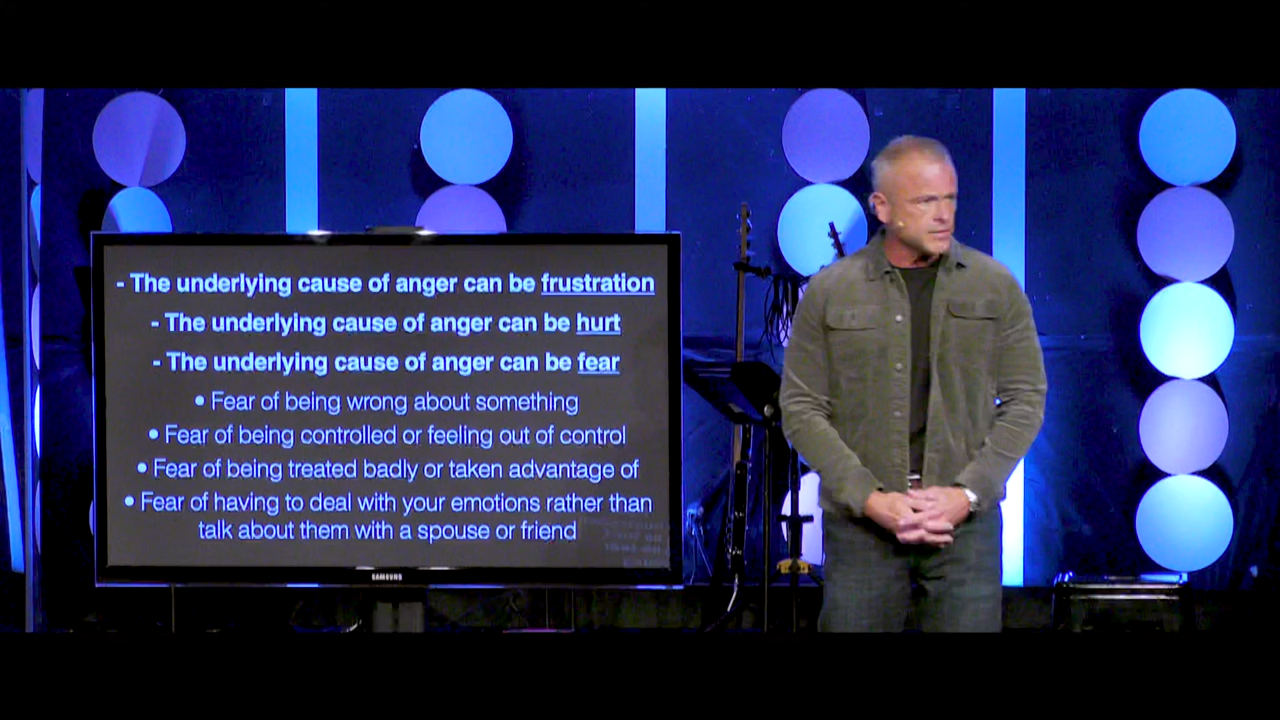 - The underlying cause of anger can be frustration
- The underlying cause of anger can be hurt
- The underlying cause of anger can be fear
• Fear of being wrong about something
• Fear of being controlled or feeling out of control
• Fear of being treated badly or taken advantage of
• Fear of having to deal with your emotions rather than
talk about them with a spouse or friend
SAMSUNG